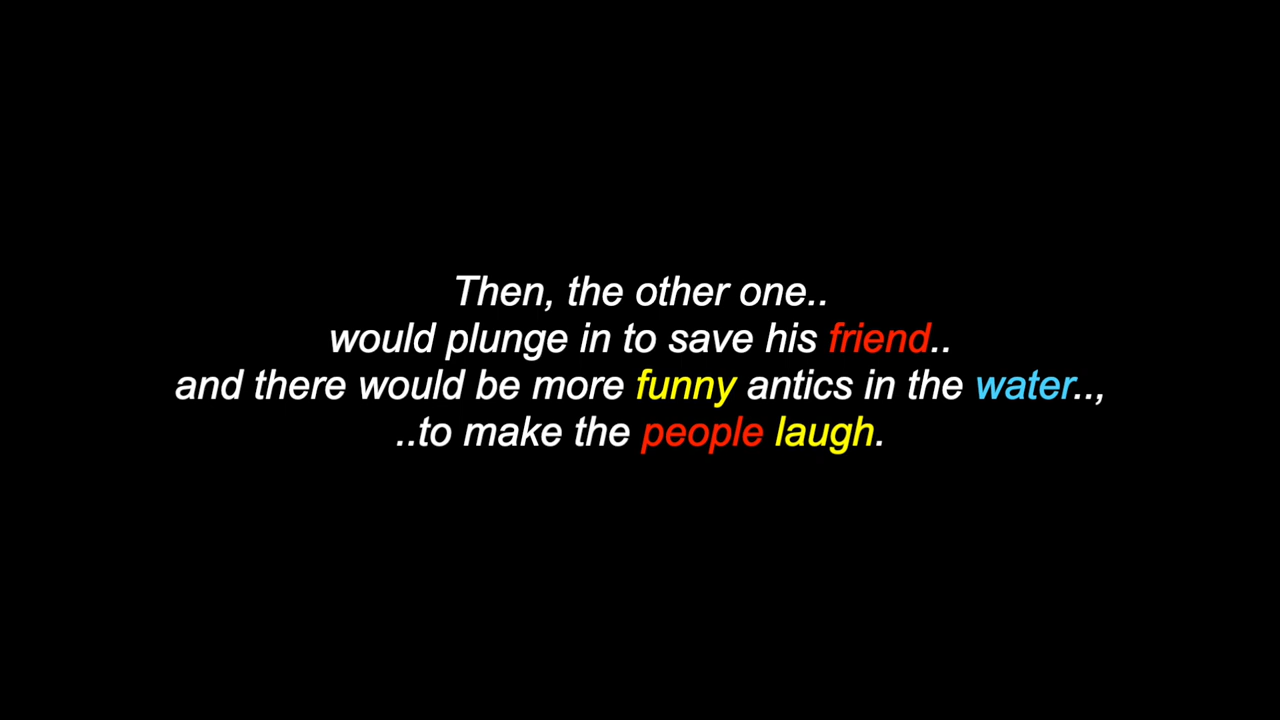 Then, the other one..
would plunge in to save his friend..
and there would be more funny antics in the water..,
..to make the people laugh.